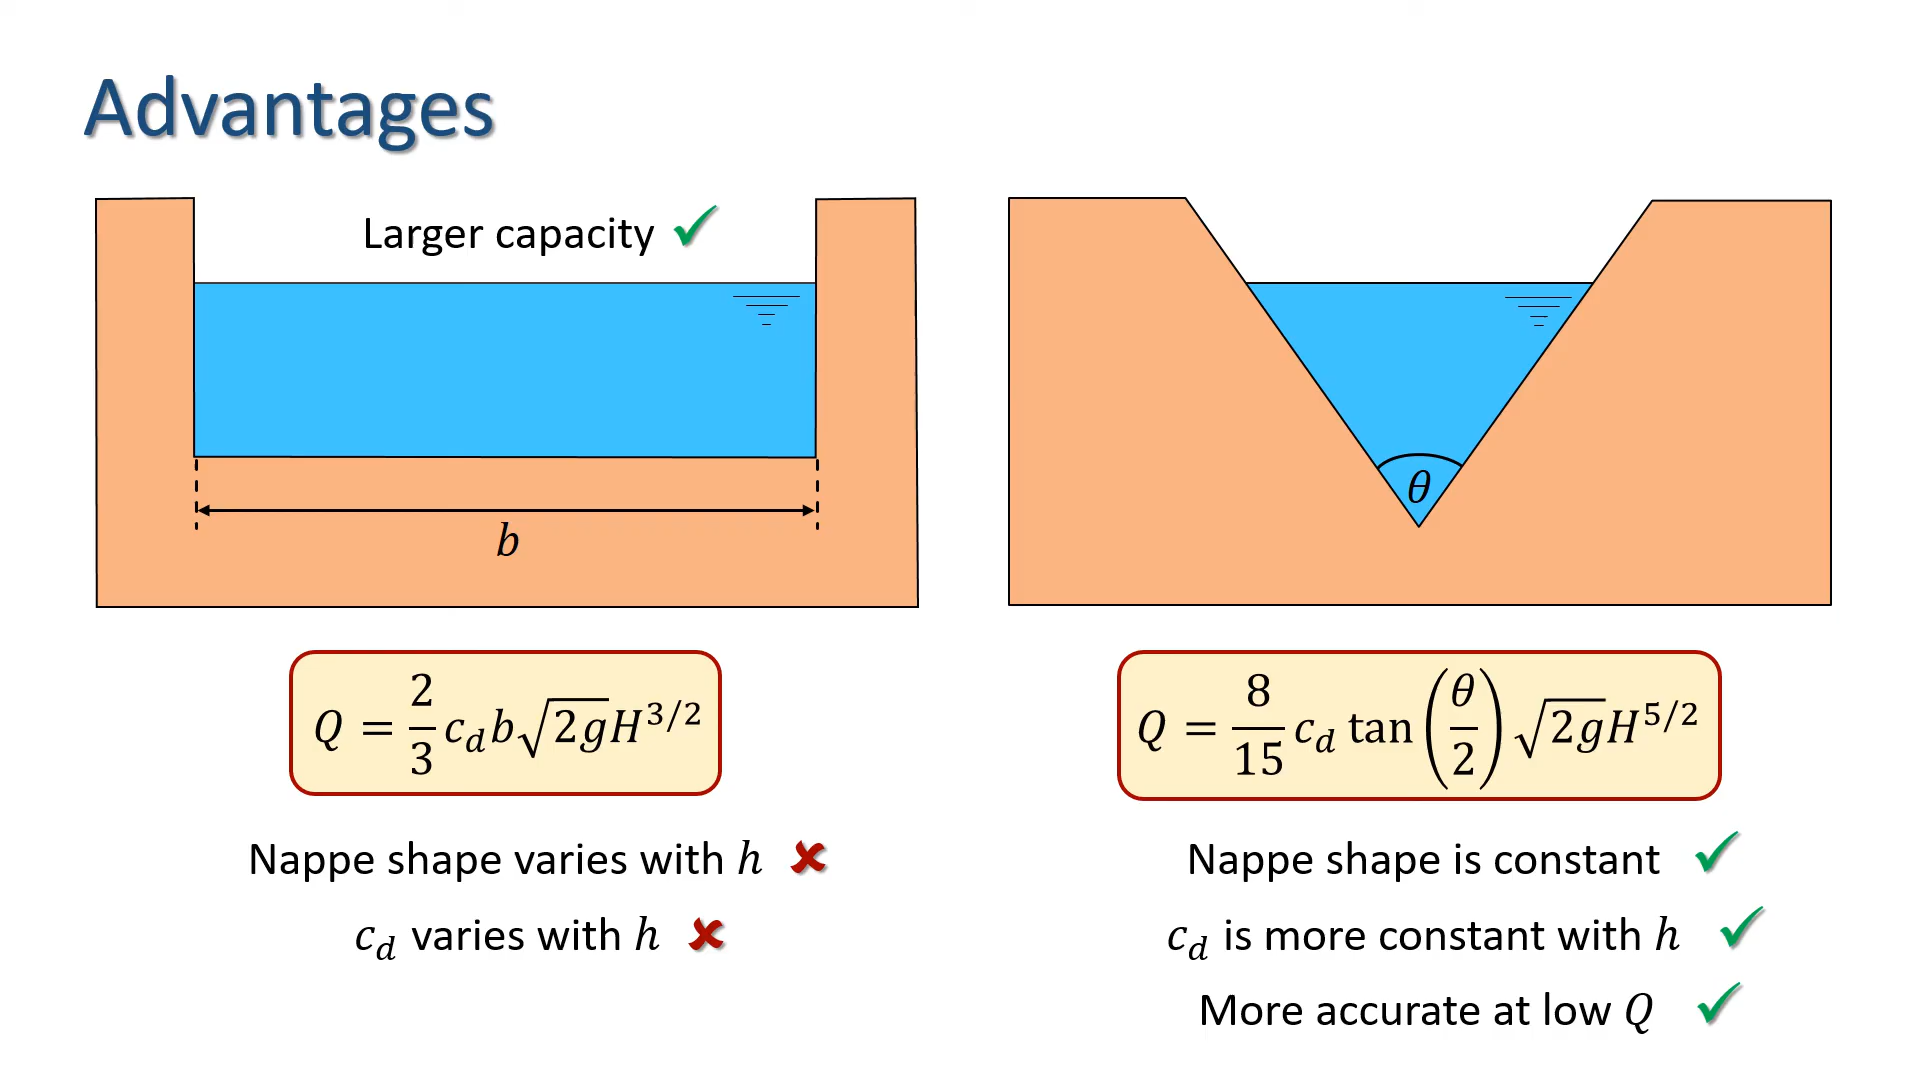 Advantages
Larger capacity ✓
b
θ
Q = 2/3 c_d b √(2g) H^{3/2}
Q = 8/15 c_d tan(θ/2) √(2g) H^{5/2}
Nappe shape varies with h ✘
c_d varies with h ✘
Nappe shape is constant ✓
c_d is more constant with h ✓
More accurate at low Q ✓